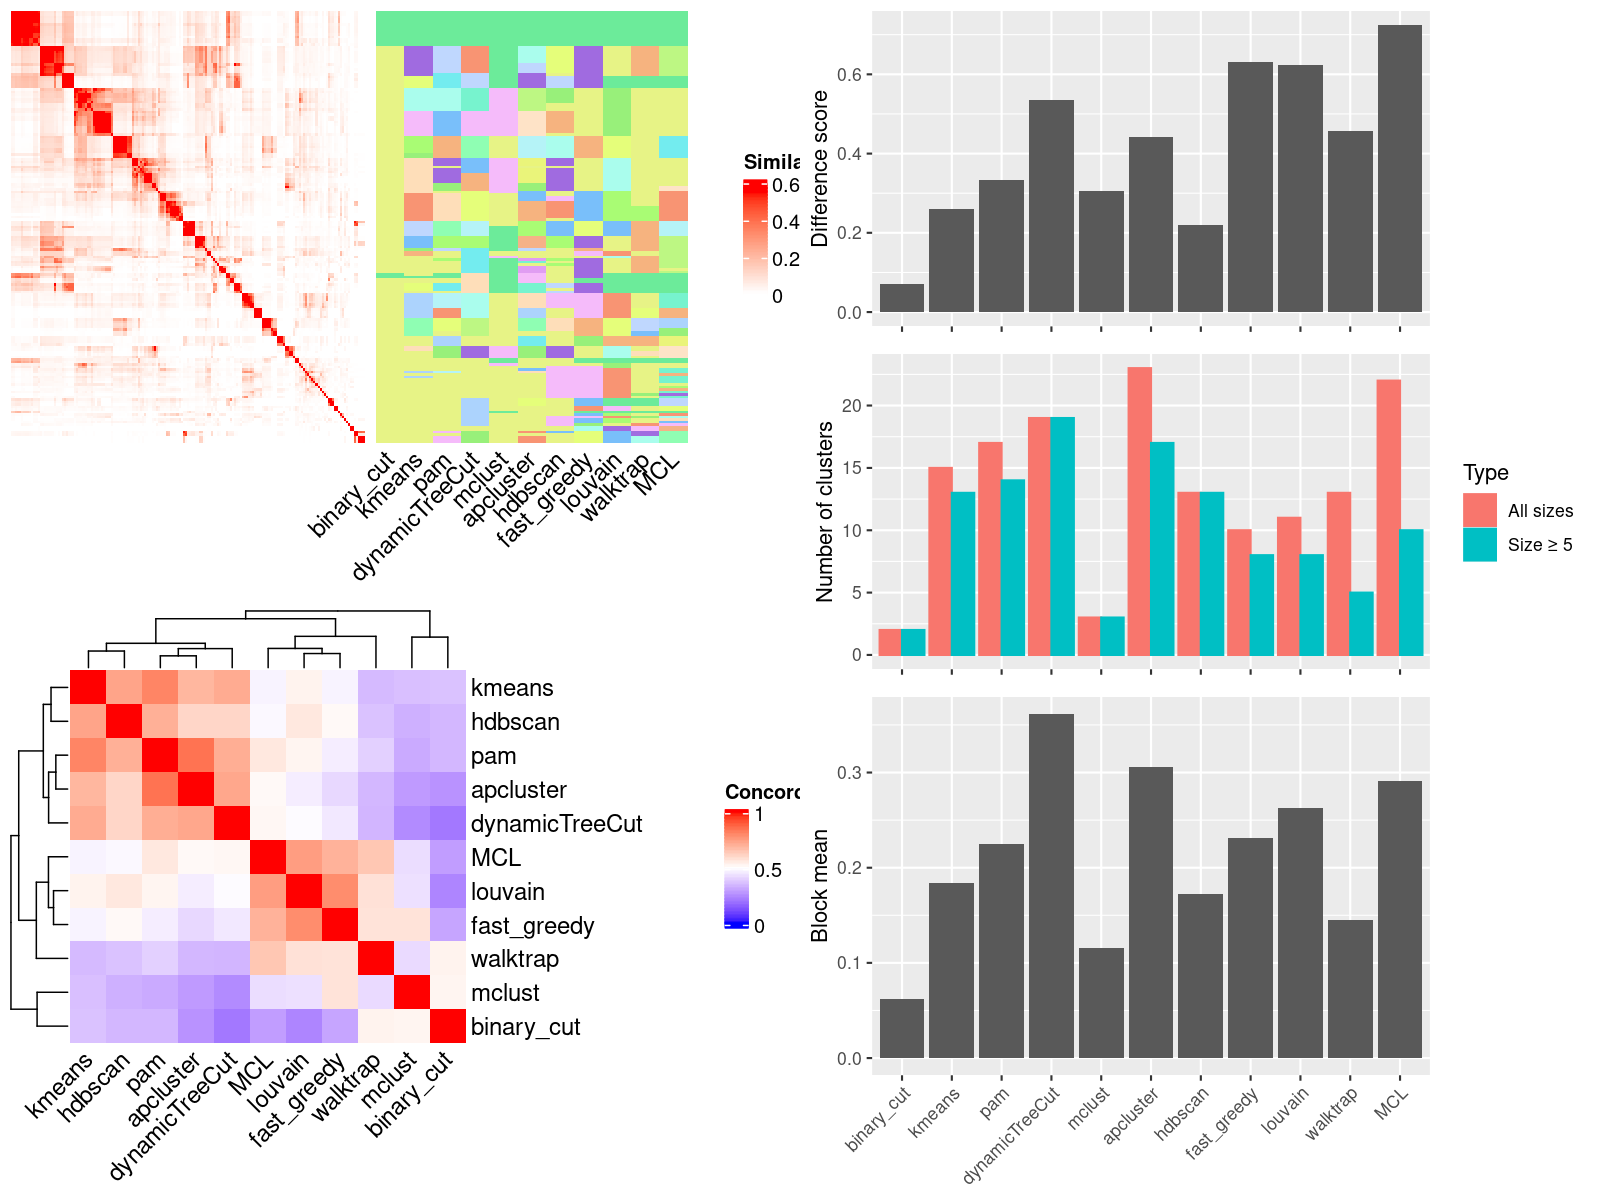 Simila
0.6
0.4
0.2
0
binary_cut
kmeans
pam
dynamicTreeCut
mclust
apcluster
hdbscan
fast_greedy
louvain
walktrap
MCL
kmeans
hdbscan
pam
apcluster
dynamicTreeCut
MCL
louvain
fast_greedy
walktrap
mclust
binary_cut
kmeans
hdbscan
pam
apcluster
dynamicTreeCut
MCL
louvain
fast_greedy
walktrap
mclust
binary_cut
Concord
1
0.5
0
Difference score
0.6
0.4
0.2
0.0
Number of clusters
20
15
10
5
0
Type
All sizes
Size ≥ 5
Block mean
0.3
0.2
0.1
0.0
binary_cut
kmeans
pam
dynamicTreeCut
mclust
apcluster
hdbscan
fast_greedy
louvain
walktrap
MCL